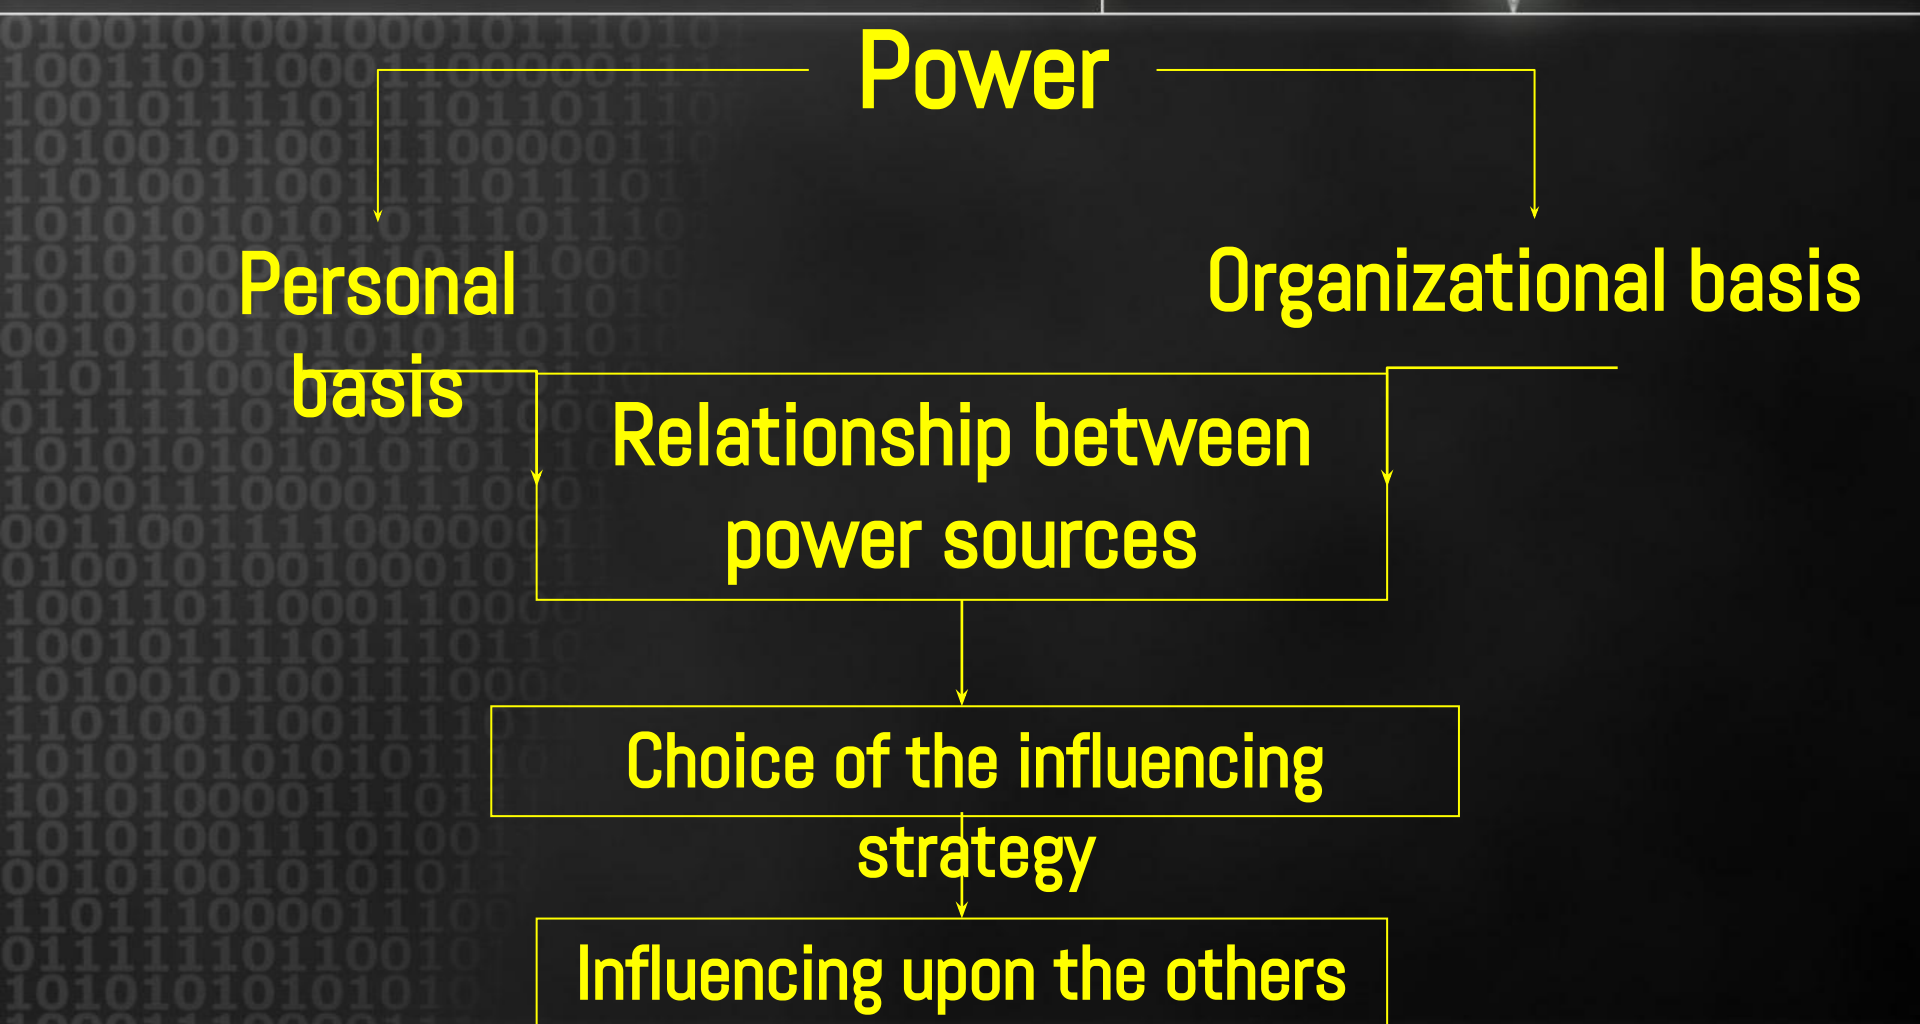 Power
Personal
basis
Organizational basis
Relationship between
power sources
Choice of the influencing
strategy
Influencing upon the others